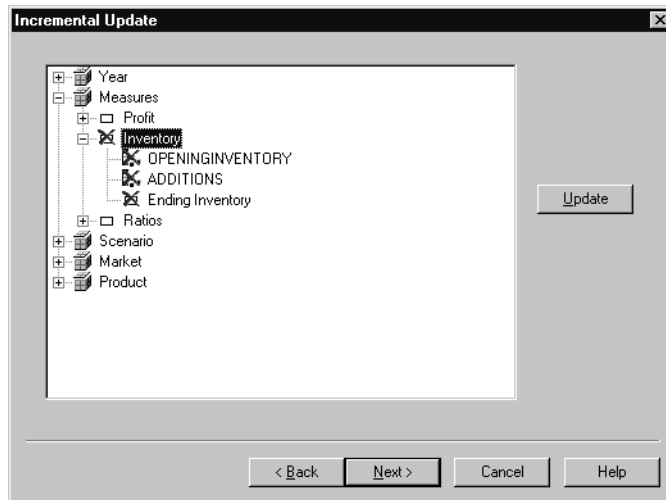 Incremental Update
Year
Measures
Profit
Inventory
OPENINGINVENTORY
ADDITIONS
Ending Inventory
Update
Ratios
Scenario
Market
Product
< Back
Next >
Cancel
Help